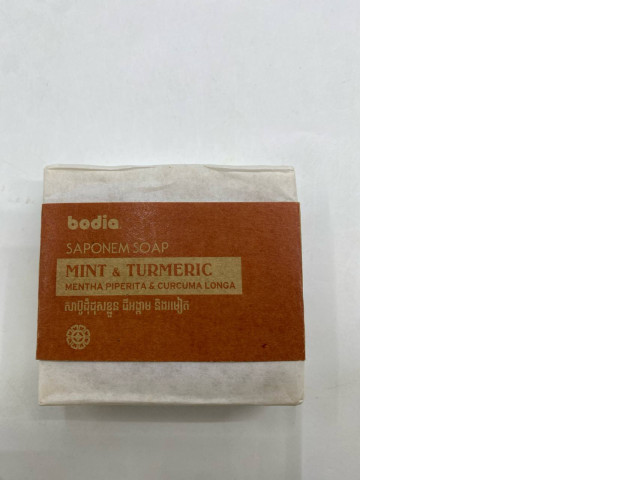 bodia
SAPONEM SOAP
MINT & TURMERIC
MENTHA PIPERITA & CURCUMA LONGA
សាប៊ូដុំដុសខ្លួន ជីអង្កាម និងរមៀត